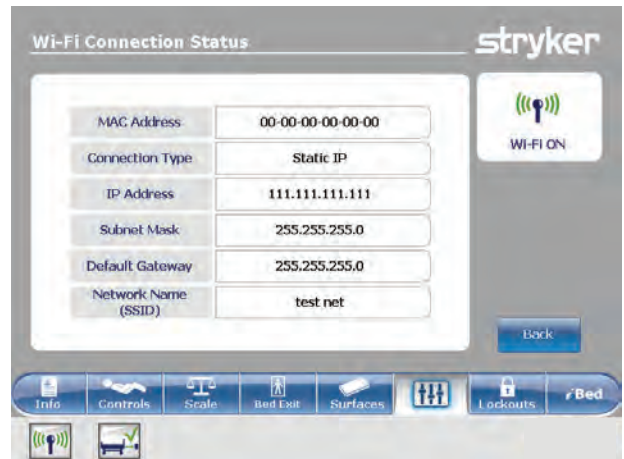 Wi-Fi Connection Status
stryker
MAC Address 00-00-00-00-00-00
Connection Type Static IP
IP Address 111.111.111.111
Subnet Mask 255.255.255.0
Default Gateway 255.255.255.0
Network Name
(SSID) test net
WI-FI ON
Back
Info Controls Scale Bed Exit Surfaces Lockouts iBed